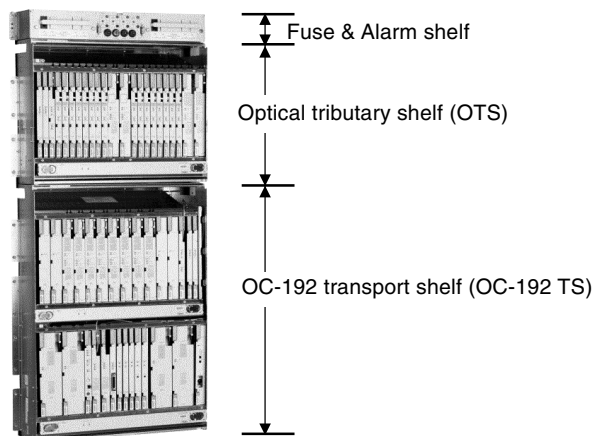 Fuse & Alarm shelf
Optical tributary shelf (OTS)
OC-192 transport shelf (OC-192 TS)